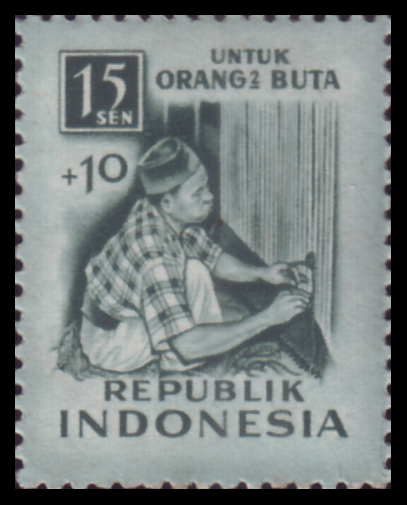 15
SEN
UNTUK
ORANG2 BUTA
+10
REPUBLIK
INDONESIA